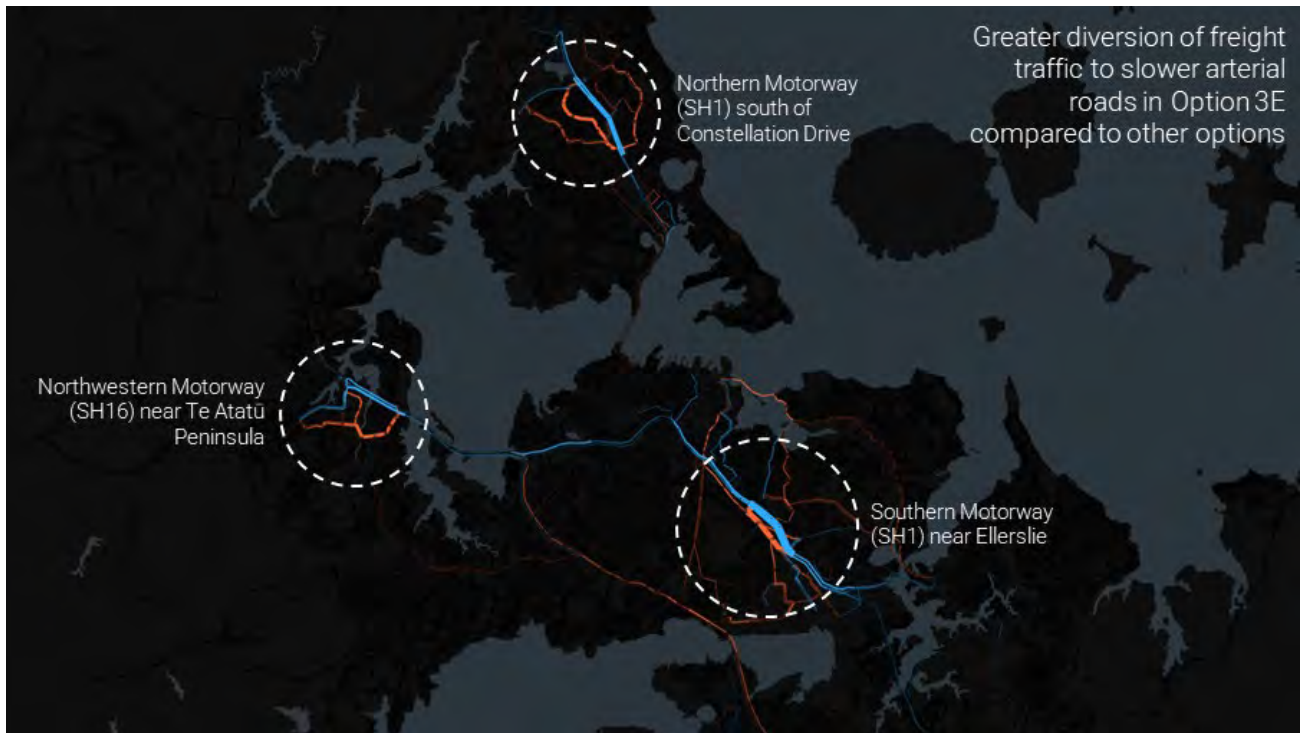 Greater diversion of freight
traffic to slower arterial
roads in Option 3E
compared to other options
Northern Motorway
(SH1) south of
Constellation Drive
Northwestern Motorway
(SH16) near Te Atatū
Peninsula
Southern Motorway
(SH1) near Ellerslie